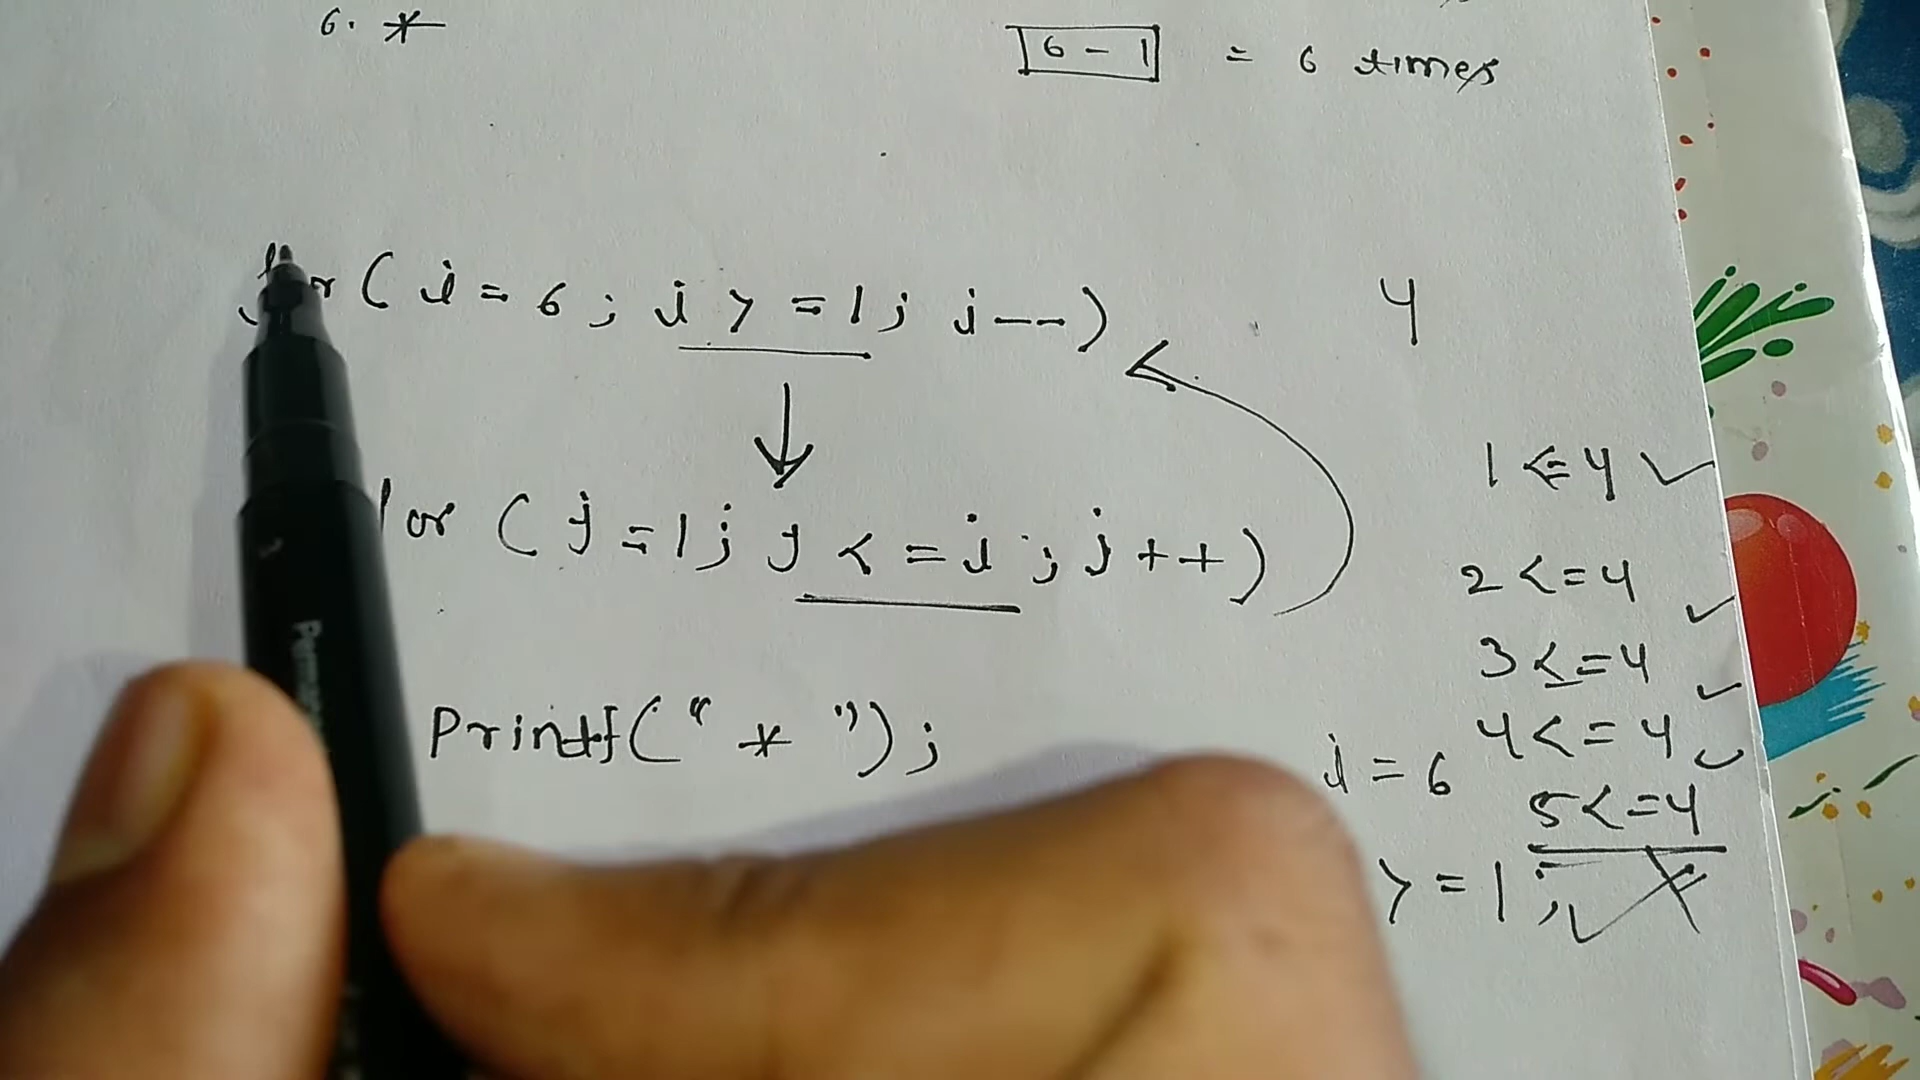 6. *
6 - 1 = 6 times
for ( i = 6 ; i > = 1 ; i -- )
4
for ( j = 1 ; j < = i ; j + + )
1 <= 4 ✓
2 < = 4 ✓
3 < = 4 ✓
4 < = 4 ✓
5 < = 4
Printf( " * " ) ;
i = 6
> = 1 ;